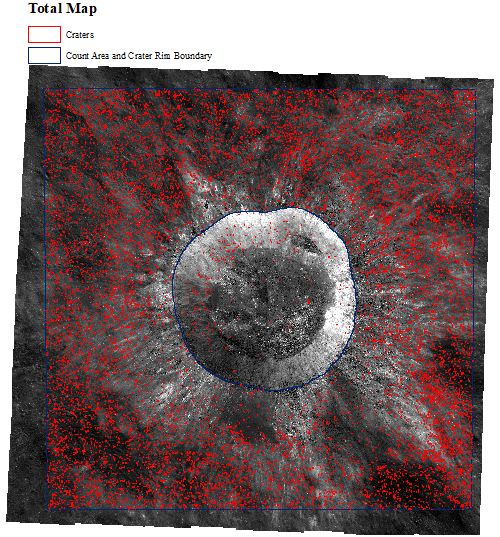 Total Map
Craters
Count Area and Crater Rim Boundary